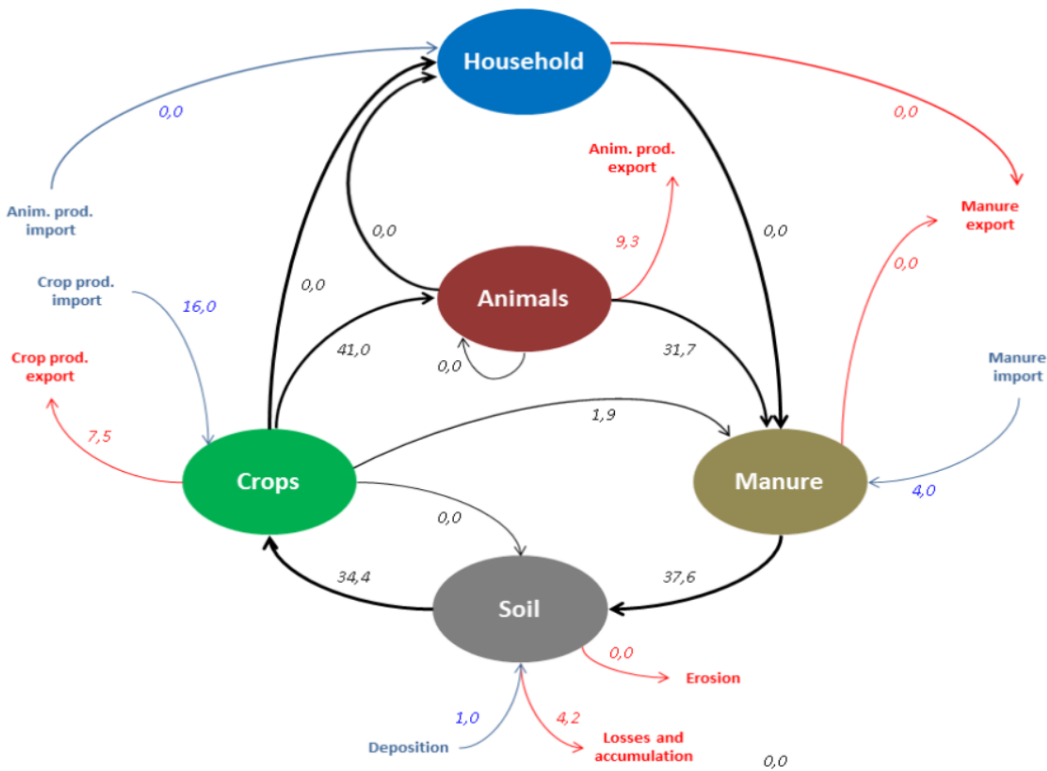 Household
0,0
0,0
Anim. prod.
export
Anim. prod.
import
Manure
export
0,0
9,3
0,0
0,0
Crop prod.
import
0,0
Animals
16,0
Crop prod.
export
41,0
0,0
31,7
Manure
import
7,5
1,9
Crops
Manure
4,0
0,0
34,4
37,6
Soil
0,0
Erosion
1,0
4,2
Deposition
Losses and
accumulation
0,0